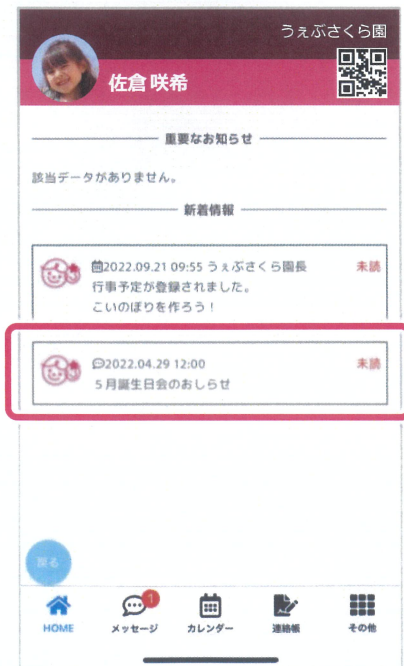 うぇぶさくら園
佐倉 咲希
重要なお知らせ
該当データがありません。
新着情報
2022.09.21 09:55 うぇぶさくら園長
未読
行事予定が登録されました。
こいのぼりを作ろう！
2022.04.29 12:00
未読
５月誕生日会のおしらせ
戻る
1
HOME
メッセージ
カレンダー
連絡帳
その他